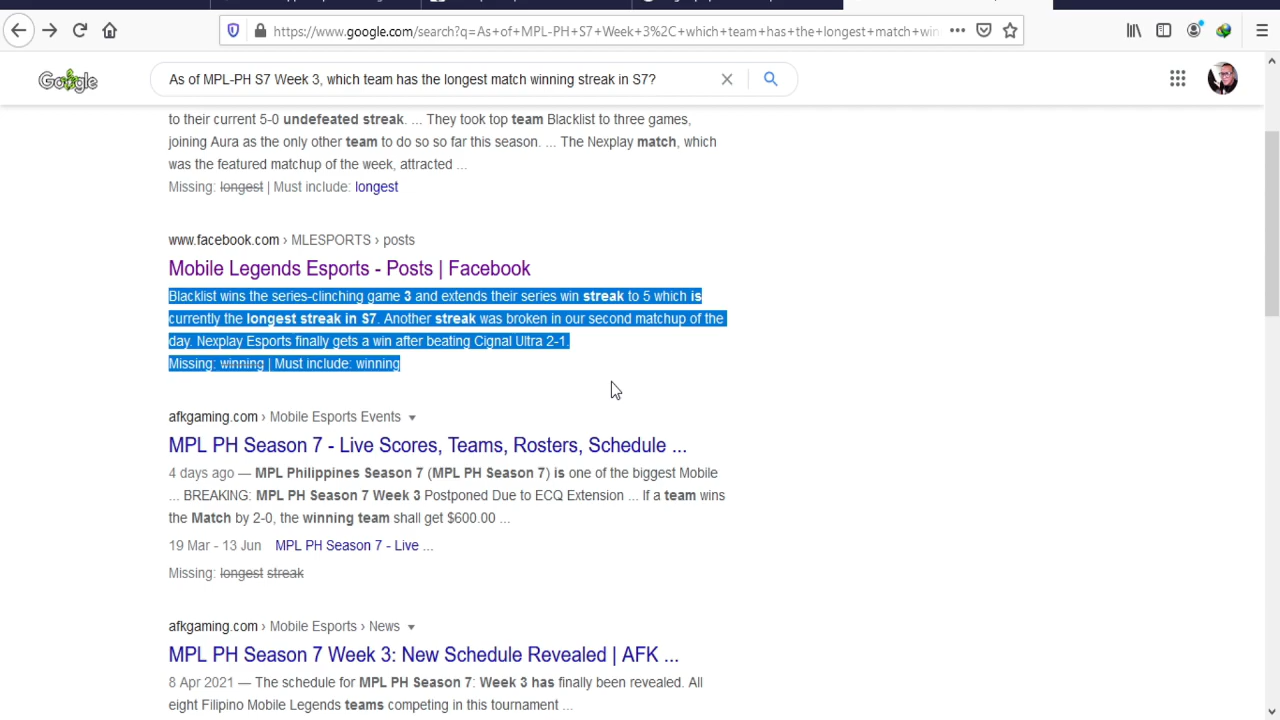 https://www.google.com/search?q=As+of+MPL-PH+S7+Week+3%2C+which+team+has+the+longest+match+win
Google
As of MPL-PH S7 Week 3, which team has the longest match winning streak in S7?
to their current 5-0 undefeated streak. ... They took top team Blacklist to three games,
joining Aura as the only other team to do so so far this season. ... The Nexplay match, which
was the featured matchup of the week, attracted ...
Missing: longest | Must include: longest
www.facebook.com › MLESPORTS › posts
Mobile Legends Esports - Posts | Facebook
Blacklist wins the series-clinching game 3 and extends their series win streak to 5 which is
currently the longest streak in S7. Another streak was broken in our second matchup of the
day. Nexplay Esports finally gets a win after beating Cignal Ultra 2-1.
Missing: winning | Must include: winning
afkgaming.com › Mobile Esports Events
MPL PH Season 7 - Live Scores, Teams, Rosters, Schedule ...
4 days ago — MPL Philippines Season 7 (MPL PH Season 7) is one of the biggest Mobile
... BREAKING: MPL PH Season 7 Week 3 Postponed Due to ECQ Extension ... If a team wins
the Match by 2-0, the winning team shall get $600.00 ...
19 Mar - 13 Jun MPL PH Season 7 - Live ...
Missing: longest streak
afkgaming.com › Mobile Esports › News
MPL PH Season 7 Week 3: New Schedule Revealed | AFK ...
8 Apr 2021 — The schedule for MPL PH Season 7: Week 3 has finally been revealed. All
eight Filipino Mobile Legends teams competing in this tournament ...